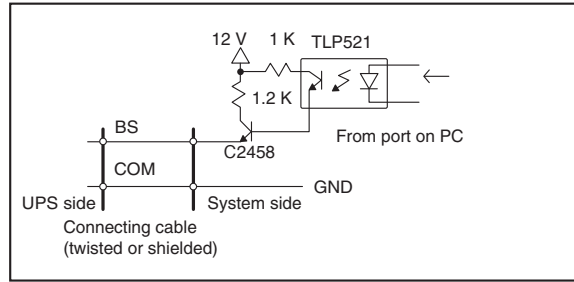 12 V 1 K TLP521
1.2 K
BS
From port on PC
C2458
COM
GND
UPS side
System side
Connecting cable
(twisted or shielded)